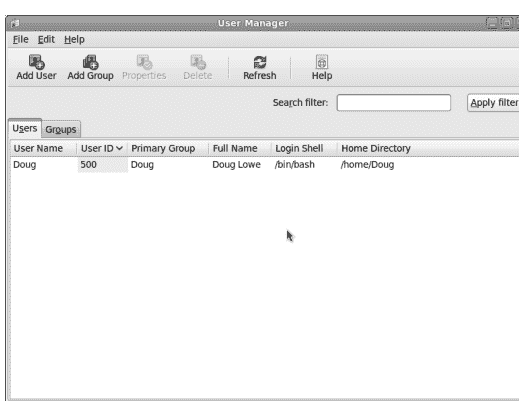 User Manager
File Edit Help
Add User Add Group Properties Delete Refresh Help
Search filter: Apply filter
Users Groups
User Name User ID Primary Group Full Name Login Shell Home Directory
Doug 500 Doug Doug Lowe /bin/bash /home/Doug